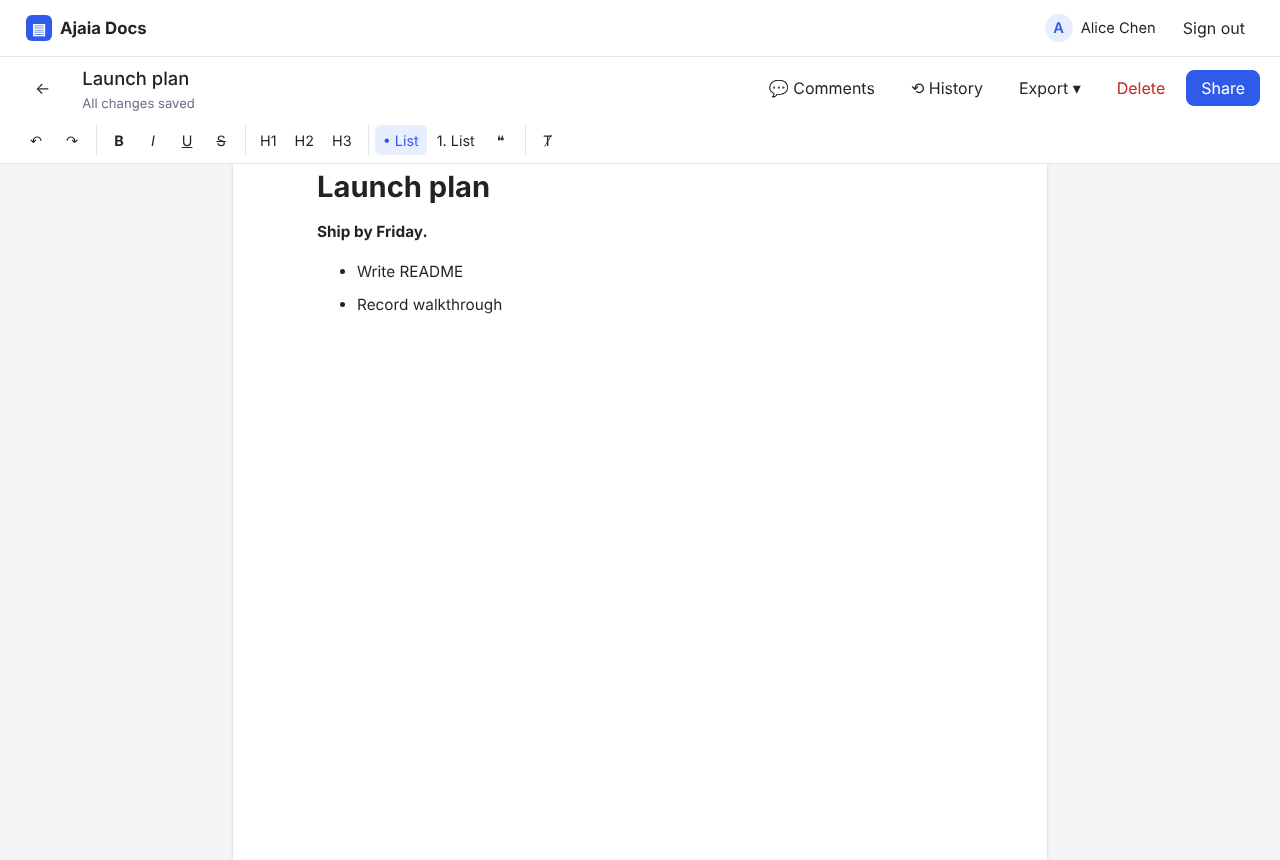 ▤ Ajaia Docs
A Alice Chen Sign out
← Launch plan
All changes saved
💬 Comments ⟲ History Export ▾ Delete Share
↶ ↷ B I U S H1 H2 H3 • List 1. List ❝ T̸
Launch plan
Ship by Friday.
• Write README
• Record walkthrough